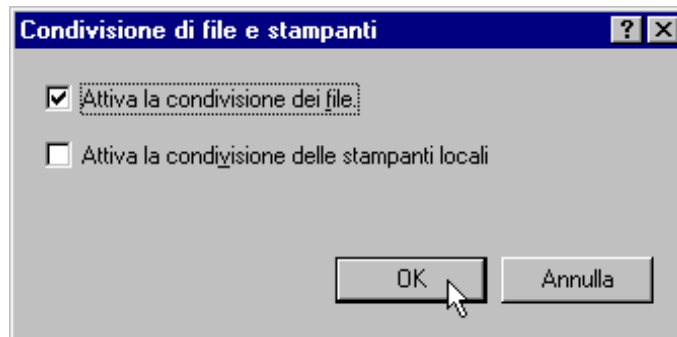 Condivisione di file e stampanti
Attiva la condivisione dei file.
Attiva la condivisione delle stampanti locali
OK
Annulla